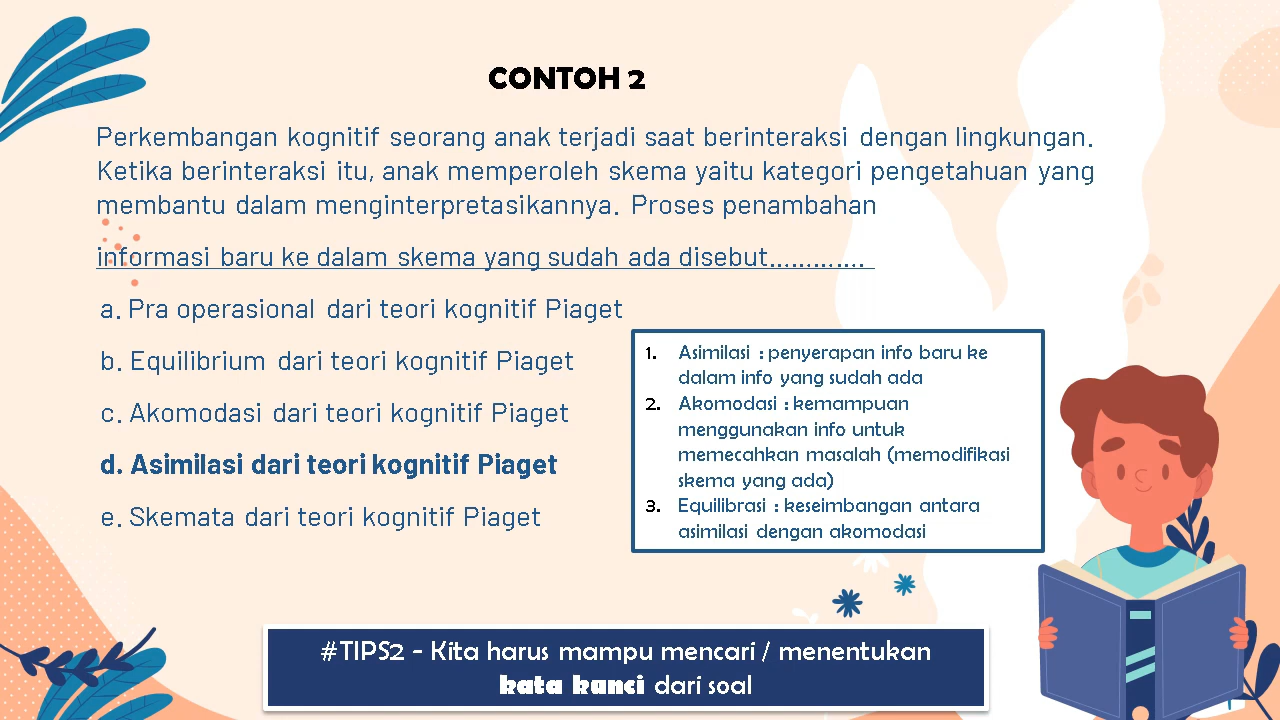 CONTOH 2
Perkembangan kognitif seorang anak terjadi saat berinteraksi dengan lingkungan.
Ketika berinteraksi itu, anak memperoleh skema yaitu kategori pengetahuan yang
membantu dalam menginterpretasikannya. Proses penambahan
informasi baru ke dalam skema yang sudah ada disebut.............
a. Pra operasional dari teori kognitif Piaget
b. Equilibrium dari teori kognitif Piaget
c. Akomodasi dari teori kognitif Piaget
d. Asimilasi dari teori kognitif Piaget
e. Skemata dari teori kognitif Piaget
1. Asimilasi : penyerapan info baru ke
dalam info yang sudah ada
2. Akomodasi : kemampuan
menggunakan info untuk
memecahkan masalah (memodifikasi
skema yang ada)
3. Equilibrasi : keseimbangan antara
asimilasi dengan akomodasi
#TIPS2 - Kita harus mampu mencari / menentukan
kata kunci dari soal